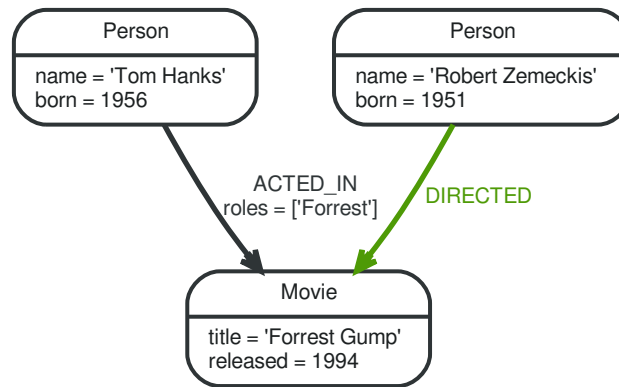 Person
name = 'Tom Hanks'
born = 1956
Person
name = 'Robert Zemeckis'
born = 1951
ACTED_IN
roles = ['Forrest']
DIRECTED
Movie
title = 'Forrest Gump'
released = 1994